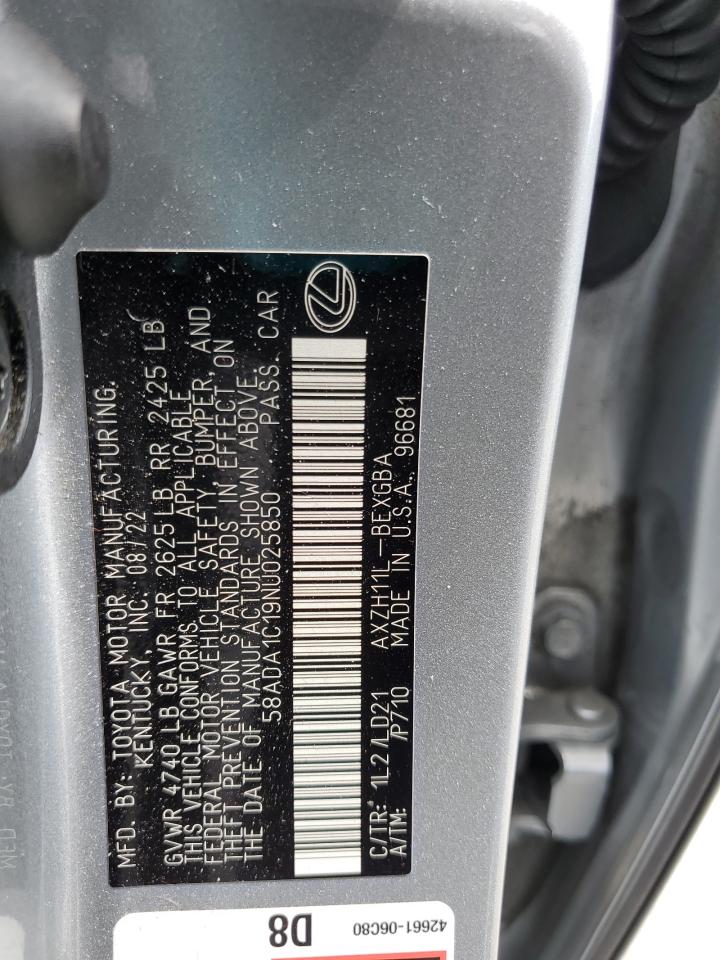 MFD. BY: TOYOTA MOTOR MANUFACTURING.
KENTUCKY, INC. 08/22
GVWR 4740 LB GAWR FR 2625 LB RR 2425 LB
THIS VEHICLE CONFORMS TO ALL APPLICABLE
FEDERAL MOTOR VEHICLE SAFETY, BUMPER, AND
THEFT PREVENTION STANDARDS IN EFFECT ON
THE DATE OF MANUFACTURE SHOWN ABOVE.
58ADA1C19NU025850 PASS. CAR
C/TR: 1L2/LD21 AXZH11L-BEXGBA
A/TM: /P710 MADE IN U.S.A. 96681
D8
42661-06C80